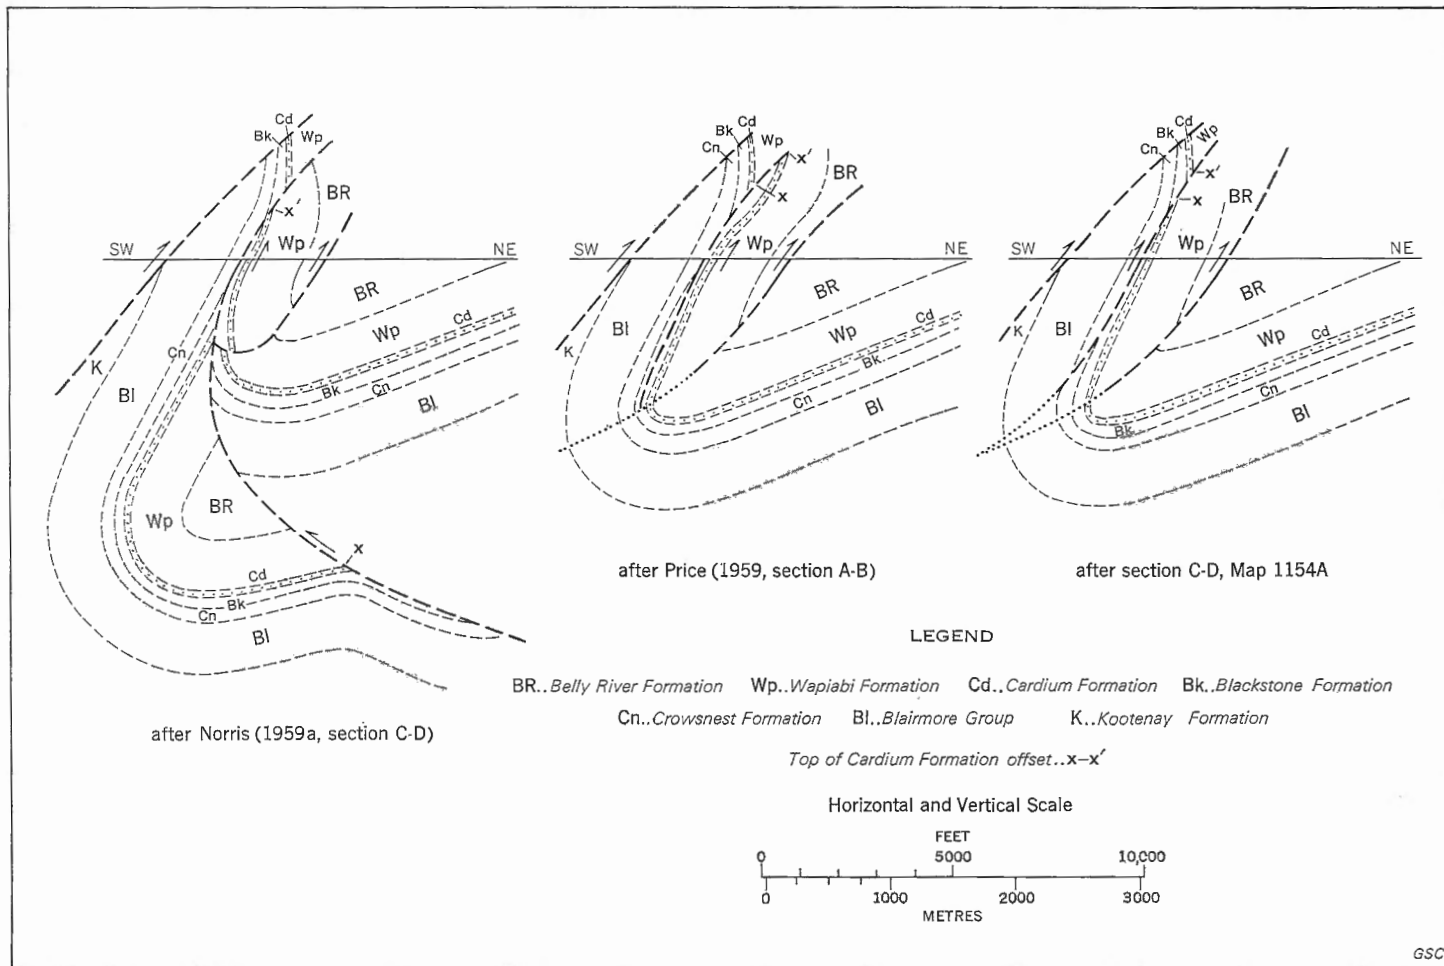 Cd
Bk
Wp
BR
x'
SW
Wp
NE
BR
Wp
Cd
Cn
K
Bl
Bk
Cn
Bl
BR
Wp
x
Cd
Bk
Cn
Bl
after Norris (1959a, section C-D)
Cd
Bk
Wp
Cn
x'
BR
x
SW
Wp
NE
BR
Bl
Wp
Cd
K
Bk
Cn
Bl
after Price (1959, section A-B)
Cd
Bk
Wp
Cn
x'
x
BR
SW
Wp
NE
BR
Bl
Wp
Cd
K
Cn
Bk
Bl
after section C-D, Map 1154A
LEGEND
BR..Belly River Formation Wp..Wapiabi Formation Cd..Cardium Formation Bk..Blackstone Formation
Cn..Crowsnest Formation Bl..Blairmore Group K..Kootenay Formation
Top of Cardium Formation offset..x–x'
Horizontal and Vertical Scale
FEET
0 5000 10,000
0 1000 2000 3000
METRES
GSC